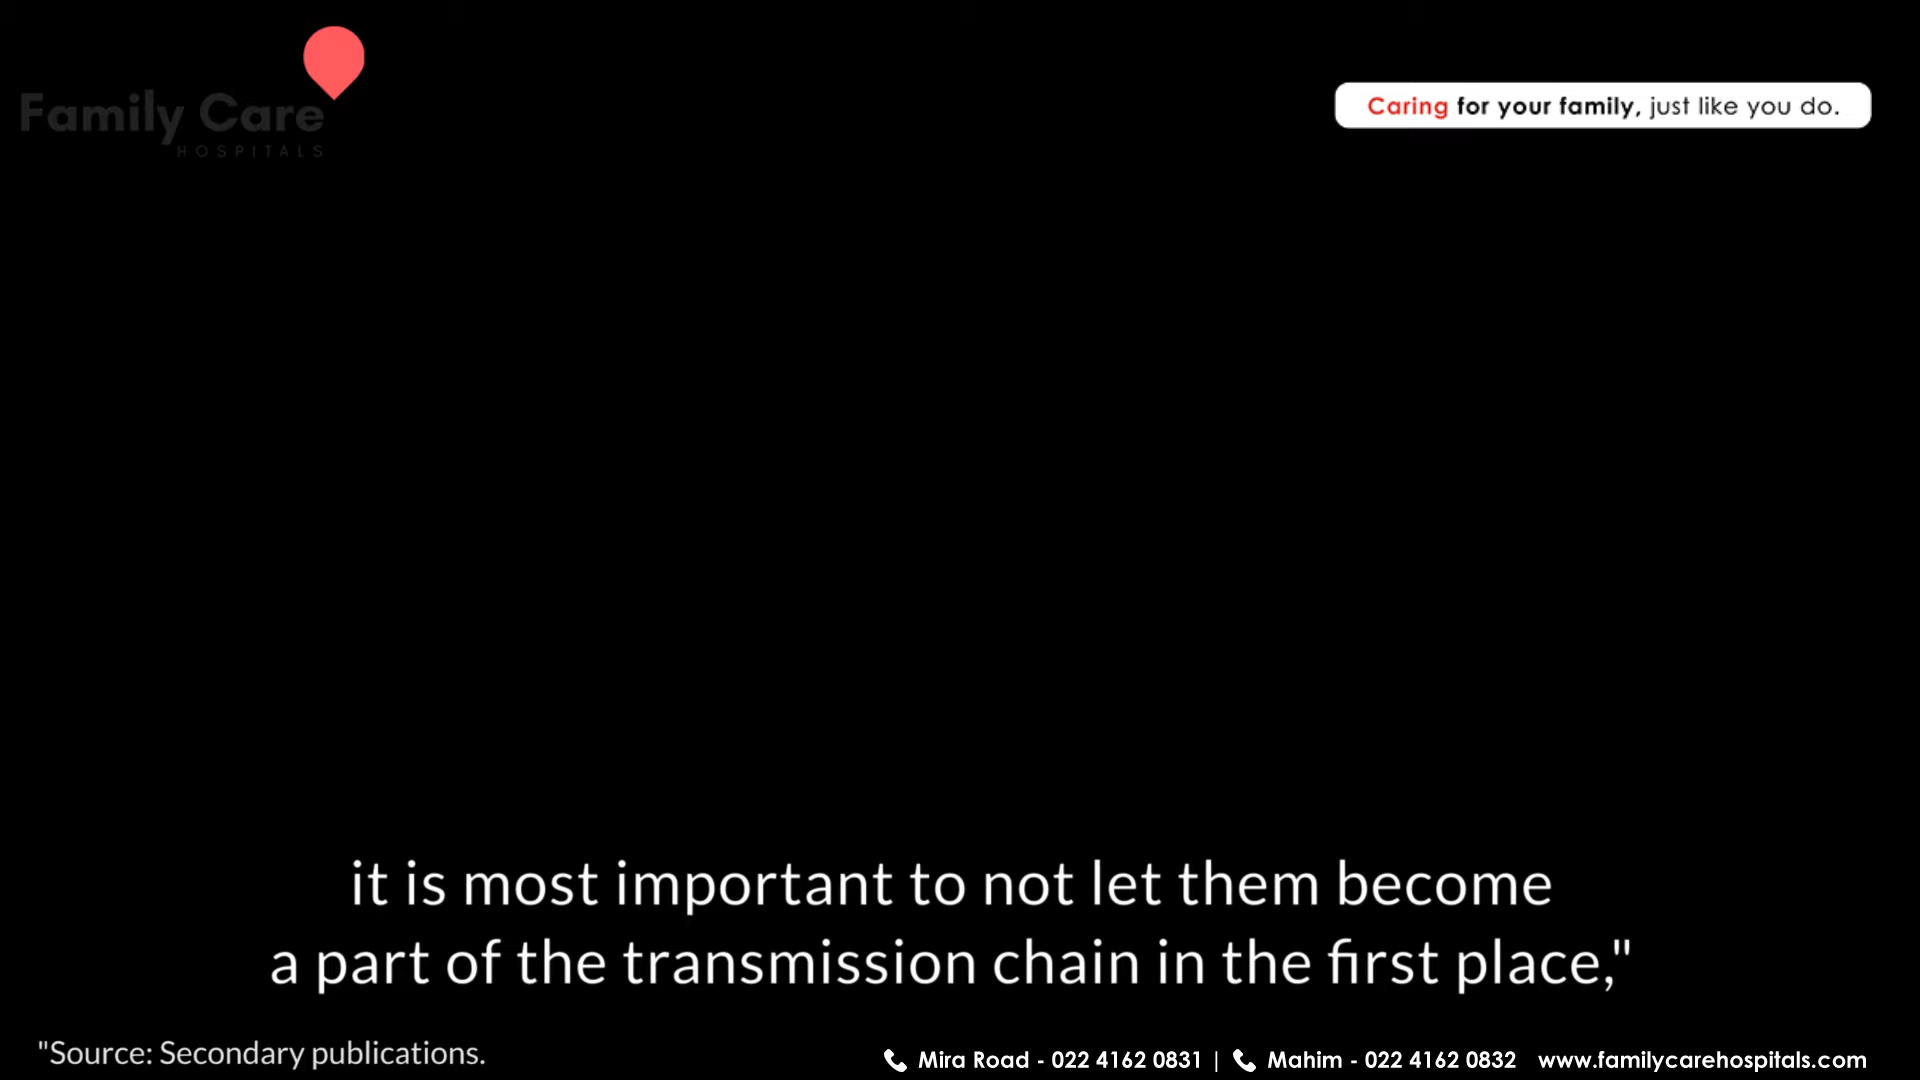 Family Care
HOSPITALS
Caring for your family, just like you do.
it is most important to not let them become
a part of the transmission chain in the first place,"
"Source: Secondary publications.
Mira Road - 022 4162 0831 | Mahim - 022 4162 0832 www.familycarehospitals.com